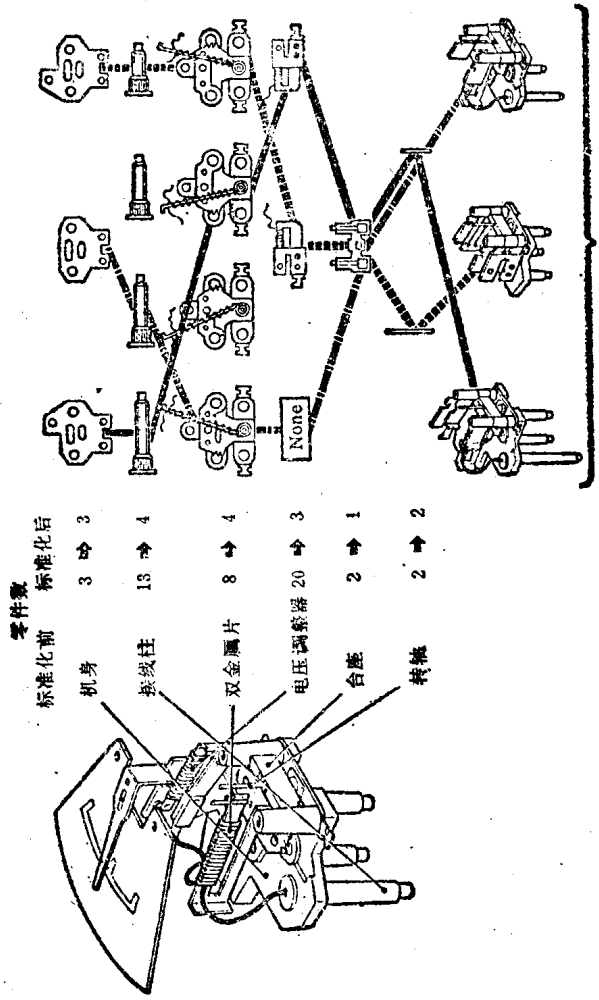 零件数
标准化前 标准化后
机身 3 ⇨ 3
接线柱 13 ➔ 4
双金属片 8 ➔ 4
电压调整器 20 ➔ 3
台座 2 ➔ 1
转轴 2 ➔ 2
None